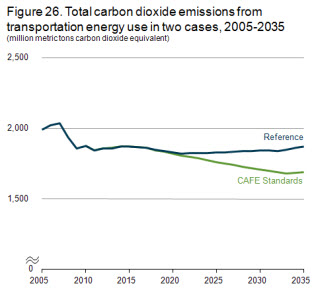 Figure 26. Total carbon dioxide emissions from
transportation energy use in two cases, 2005-2035
(million metric tons carbon dioxide equivalent)
2,500
2,000
Reference
CAFE Standards
1,500
0
2005 2010 2015 2020 2025 2030 2035